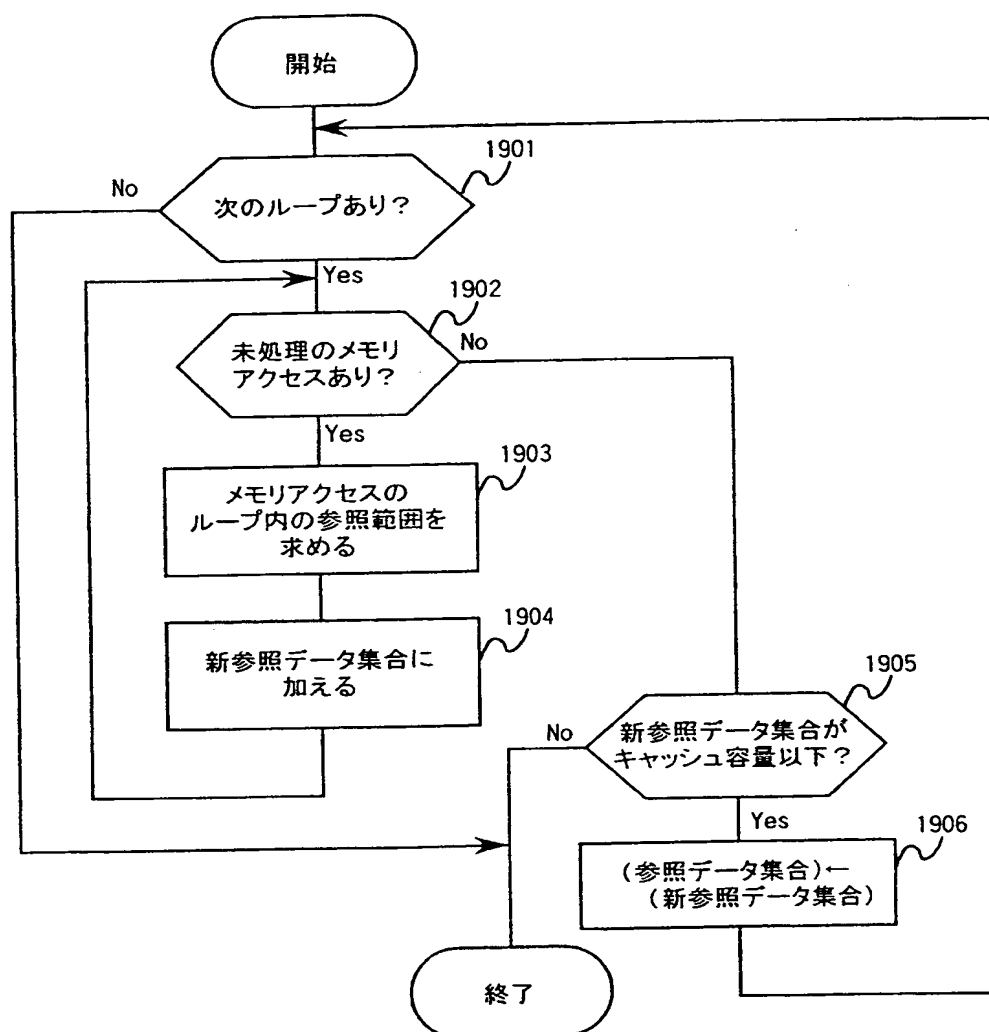 開始
1901
No
次のループあり?
Yes
1902
未処理のメモリ
アクセスあり?
No
Yes
1903
メモリアクセスの
ループ内の参照範囲を
求める
1904
新参照データ集合に
加える
1905
No
新参照データ集合が
キャッシュ容量以下?
Yes
1906
(参照データ集合)←
(新参照データ集合)
終了